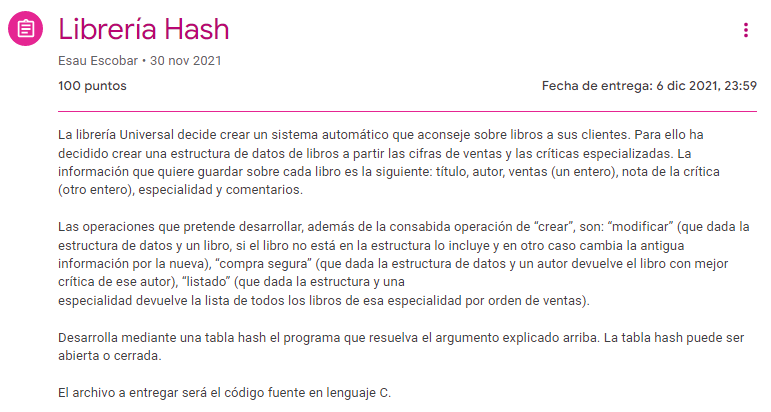 Librería Hash
Esau Escobar • 30 nov 2021
100 puntos
Fecha de entrega: 6 dic 2021, 23:59
La librería Universal decide crear un sistema automático que aconseje sobre libros a sus clientes. Para ello ha
decidido crear una estructura de datos de libros a partir las cifras de ventas y las críticas especializadas. La
información que quiere guardar sobre cada libro es la siguiente: título, autor, ventas (un entero), nota de la crítica
(otro entero), especialidad y comentarios.
Las operaciones que pretende desarrollar, además de la consabida operación de “crear”, son: “modificar” (que dada la
estructura de datos y un libro, si el libro no está en la estructura lo incluye y en otro caso cambia la antigua
información por la nueva), “compra segura” (que dada la estructura de datos y un autor devuelve el libro con mejor
crítica de ese autor), “listado” (que dada la estructura y una
especialidad devuelve la lista de todos los libros de esa especialidad por orden de ventas).
Desarrolla mediante una tabla hash el programa que resuelva el argumento explicado arriba. La tabla hash puede ser
abierta o cerrada.
El archivo a entregar será el código fuente en lenguaje C.